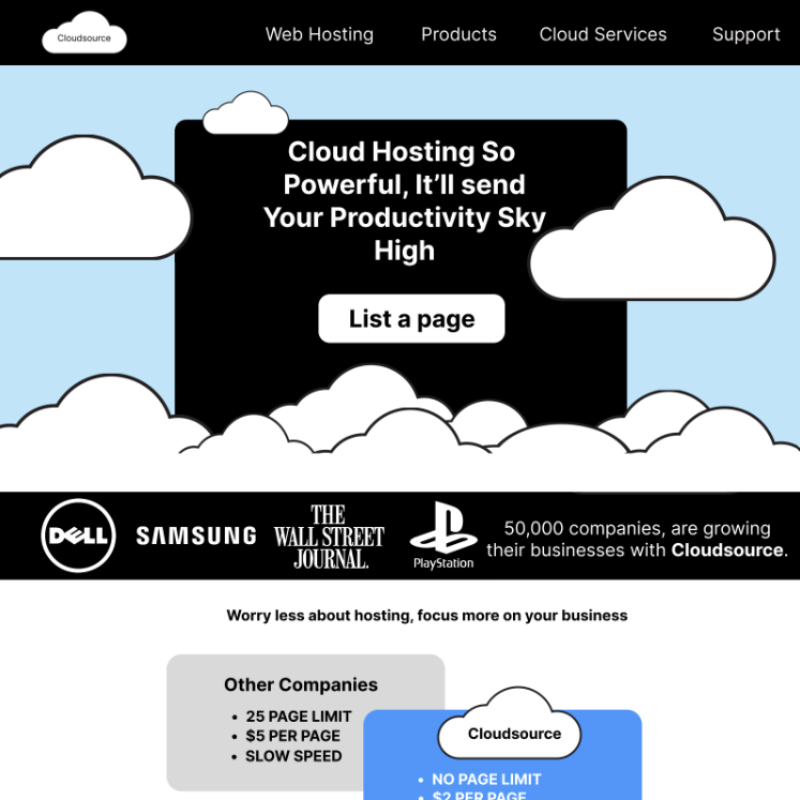 Cloudsource
Web Hosting
Products
Cloud Services
Support
Cloud Hosting So
Powerful, It’ll send
Your Productivity Sky
High
List a page
DELL
SAMSUNG
THE
WALL STREET
JOURNAL.
PlayStation
50,000 companies, are growing
their businesses with Cloudsource.
Worry less about hosting, focus more on your business
Other Companies
• 25 PAGE LIMIT
• $5 PER PAGE
• SLOW SPEED
Cloudsource
• NO PAGE LIMIT
• $2 PER PAGE